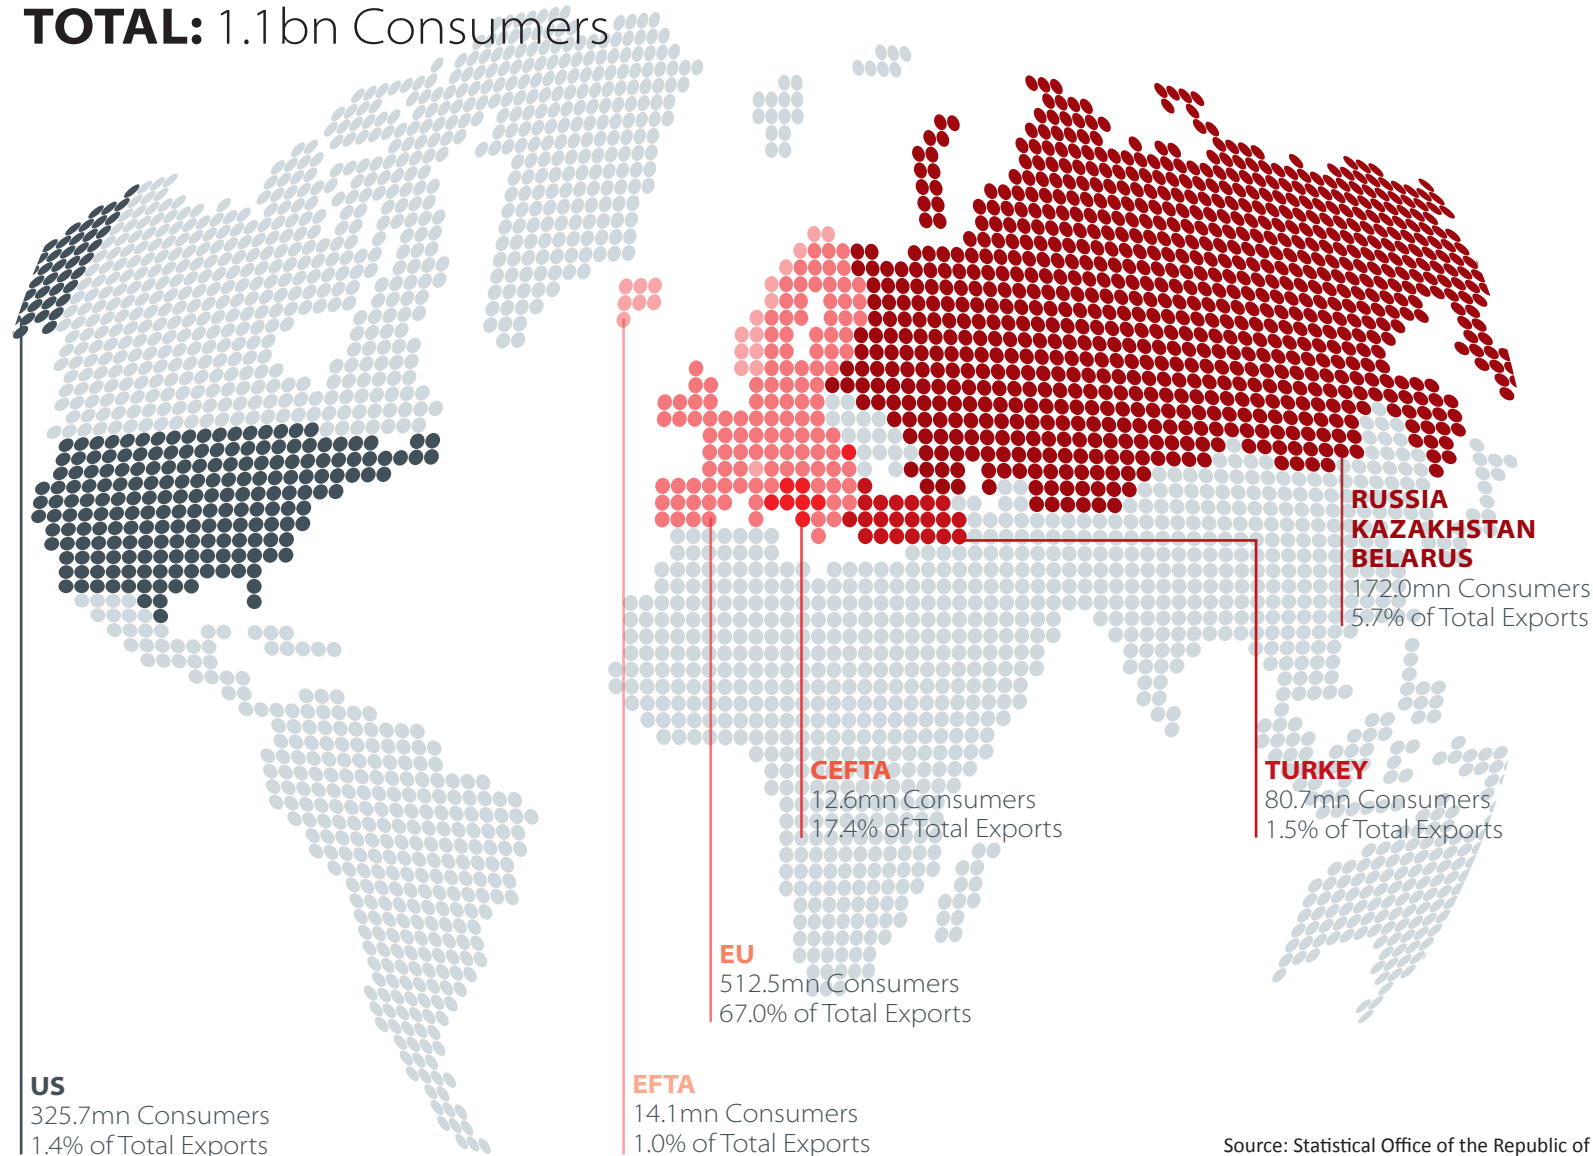 TOTAL: 1.1bn Consumers
RUSSIA
KAZAKHSTAN
BELARUS
172.0mn Consumers
5.7% of Total Exports
CEFTA
12.6mn Consumers
17.4% of Total Exports
TURKEY
80.7mn Consumers
1.5% of Total Exports
EU
512.5mn Consumers
67.0% of Total Exports
US
325.7mn Consumers
1.4% of Total Exports
EFTA
14.1mn Consumers
1.0% of Total Exports
Source: Statistical Office of the Republic of